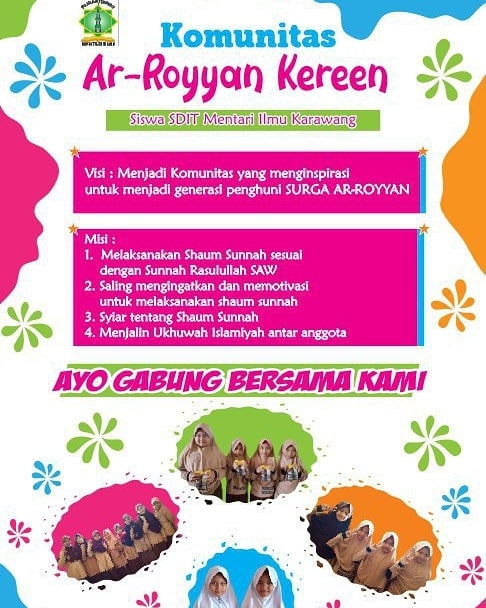 Komunitas
Ar-Royyan Kereen
Siswa SDIT Mentari Ilmu Karawang
Visi : Menjadi Komunitas yang menginspirasi
untuk menjadi generasi penghuni SURGA AR-ROYYAN
Misi :
1. Melaksanakan Shaum Sunnah sesuai
dengan Sunnah Rasulullah SAW
2. Saling mengingatkan dan memotivasi
untuk melaksanakan shaum sunnah
3. Syiar tentang Shaum Sunnah
4. Menjalin Ukhuwah Islamiyah antar anggota
AYO GABUNG BERSAMA KAMI